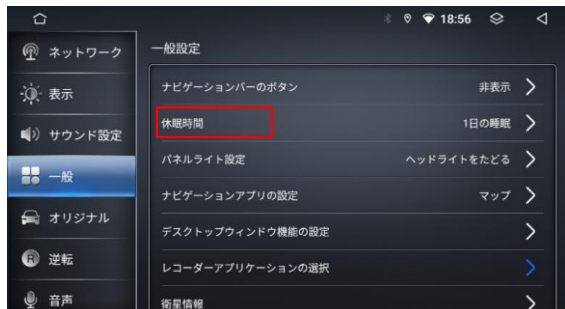 18:56
ネットワーク
表示
サウンド設定
一般
オリジナル
R 逆転
音声
一般設定
ナビゲーションバーのボタン 非表示
休眠時間 1日の睡眠
パネルライト設定 ヘッドライトをたどる
ナビゲーションアプリの設定 マップ
デスクトップウィンドウ機能の設定
レコーダーアプリケーションの選択
衛星情報